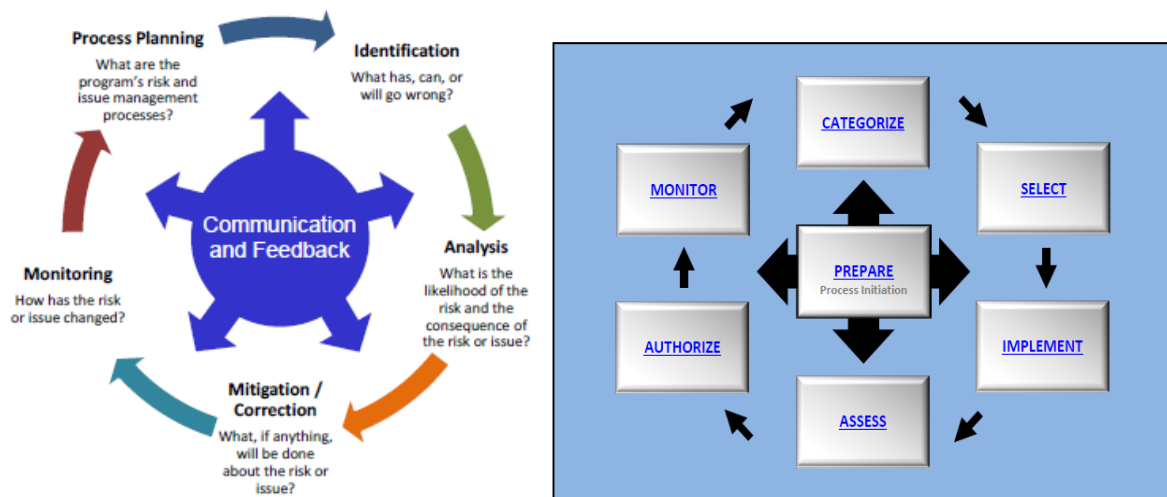 Process Planning
What are the
program's risk and
issue management
processes?
Identification
What has, can, or
will go wrong?
Communication
and Feedback
Analysis
What is the
likelihood of the
risk and the
consequence of
the risk or issue?
Monitoring
How has the risk
or issue changed?
Mitigation /
Correction
What, if anything,
will be done
about the risk or
issue?
CATEGORIZE
MONITOR
SELECT
PREPARE
Process Initiation
AUTHORIZE
IMPLEMENT
ASSESS